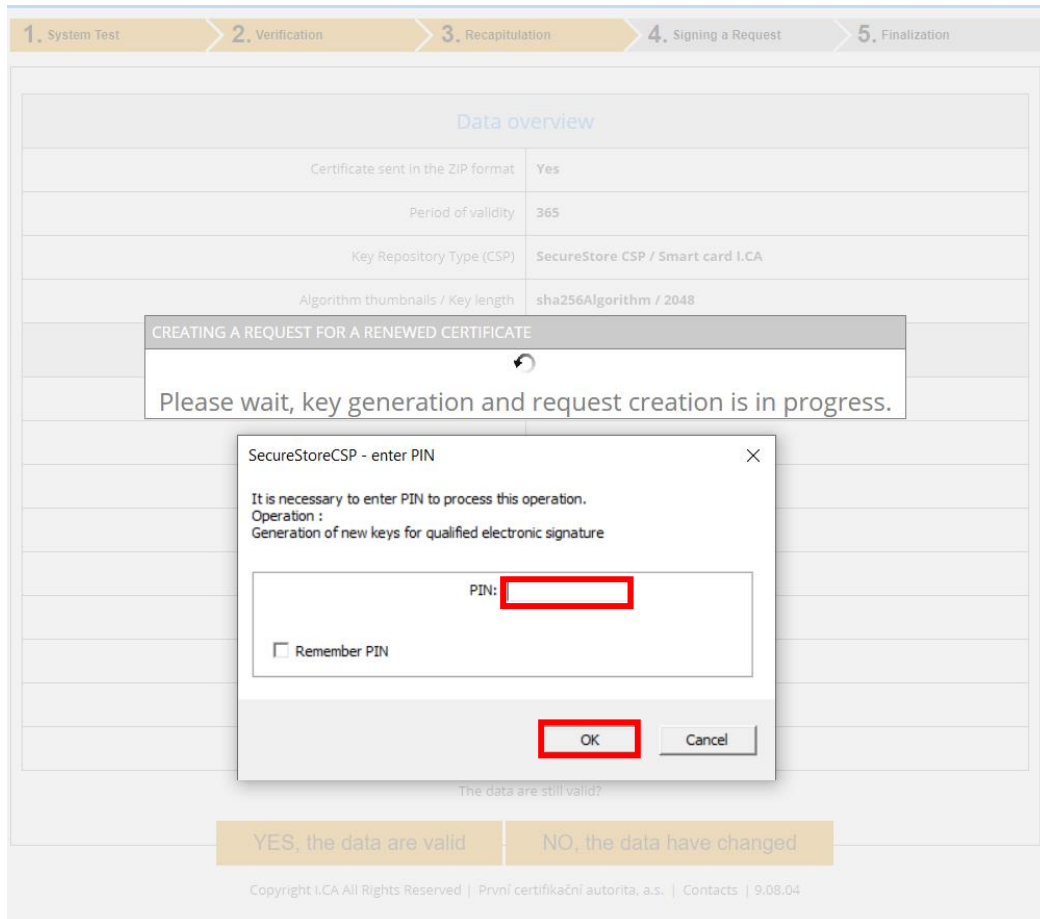 1. System Test 2. Verification 3. Recapitulation 4. Signing a Request 5. Finalization
Data overview
Certificate sent in the ZIP format Yes
Period of validity 365
Key Repository Type (CSP) SecureStore CSP / Smart card I.CA
Algorithm thumbnails / Key length sha256Algorithm / 2048
CREATING A REQUEST FOR A RENEWED CERTIFICATE
Please wait, key generation and request creation is in progress.
SecureStoreCSP - enter PIN
It is necessary to enter PIN to process this operation.
Operation :
Generation of new keys for qualified electronic signature
PIN:
Remember PIN
OK Cancel
The data are still valid?
YES, the data are valid NO, the data have changed
Copyright I.CA All Rights Reserved | První certifikační autorita, a.s. | Contacts | 9.08.04